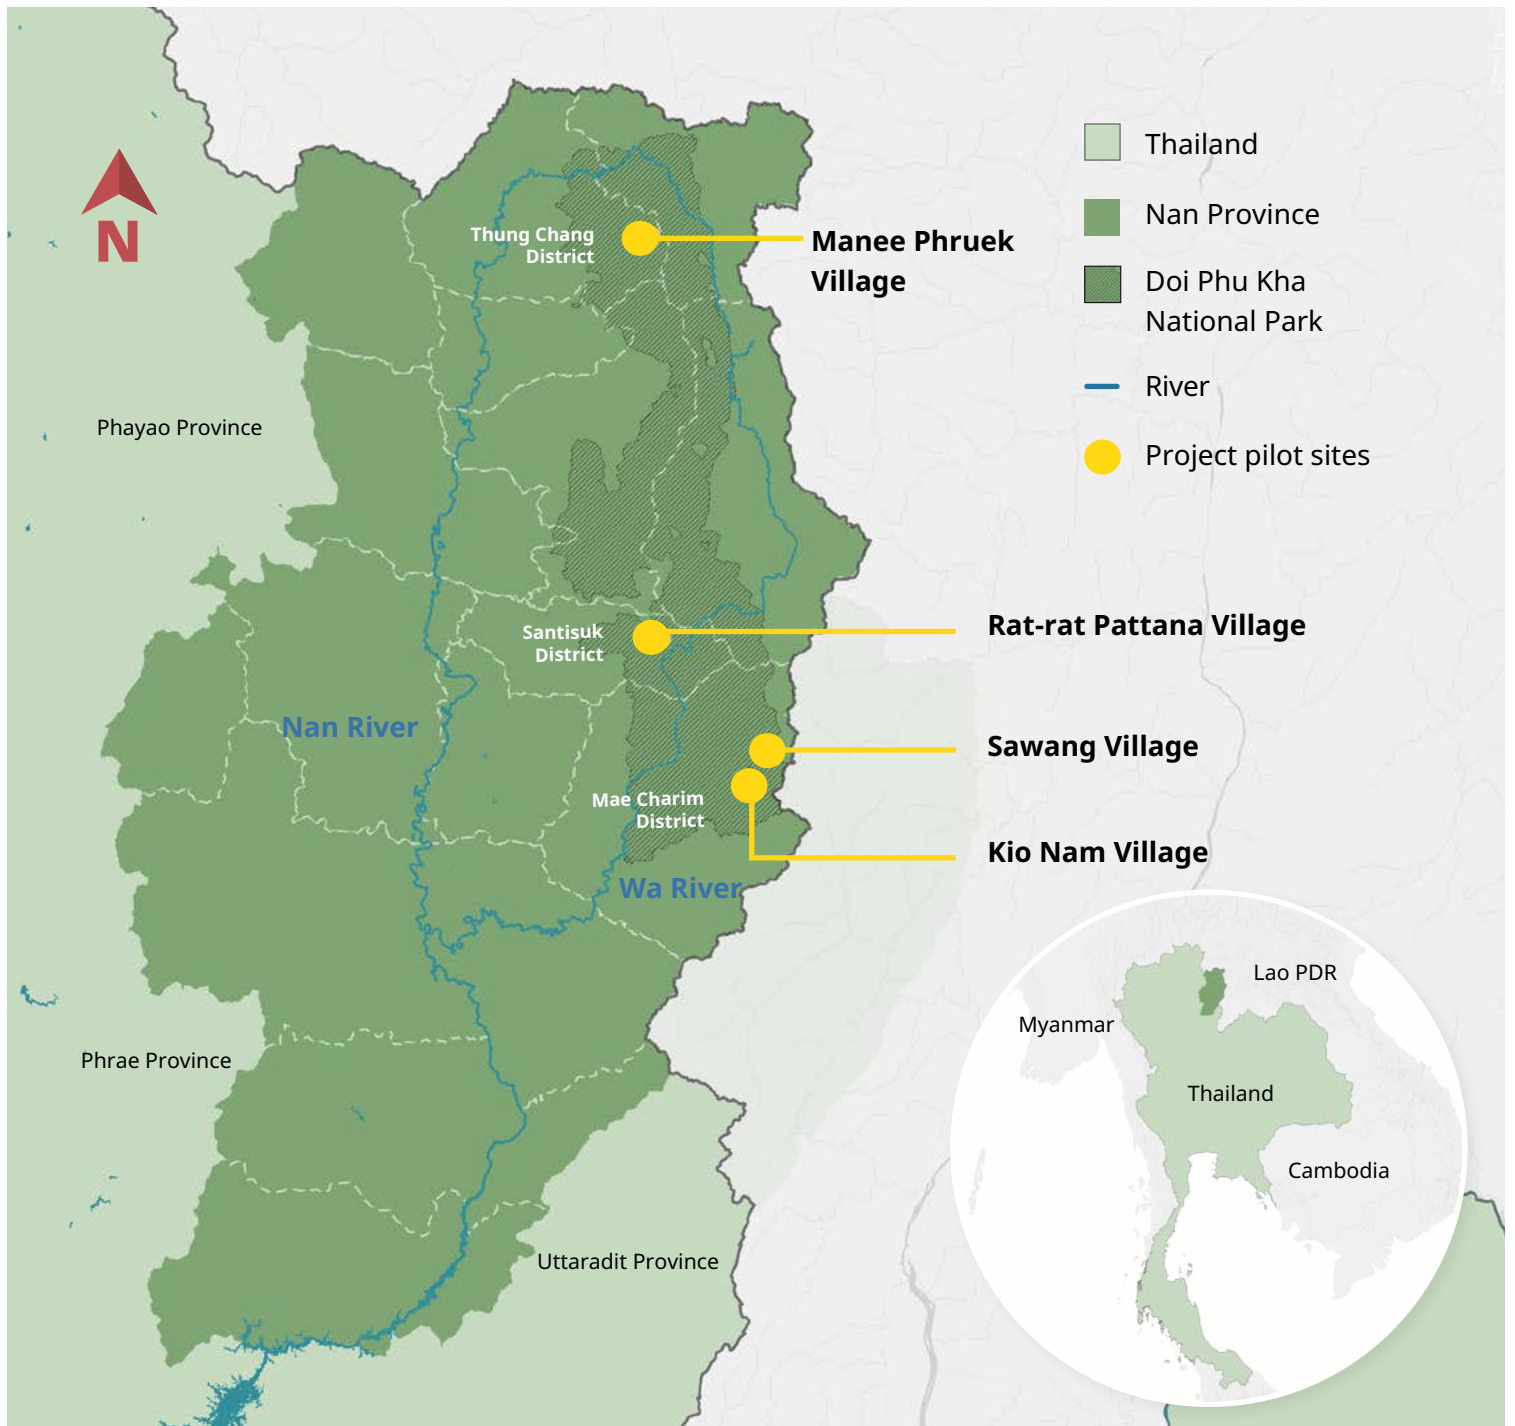 N
Thung Chang
District
Manee Phruek
Village
Thailand
Nan Province
Doi Phu Kha
National Park
River
Project pilot sites
Phayao Province
Santisuk
District
Rat-rat Pattana Village
Nan River
Sawang Village
Mae Charim
District
Kio Nam Village
Wa River
Phrae Province
Uttaradit Province
Lao PDR
Myanmar
Thailand
Cambodia